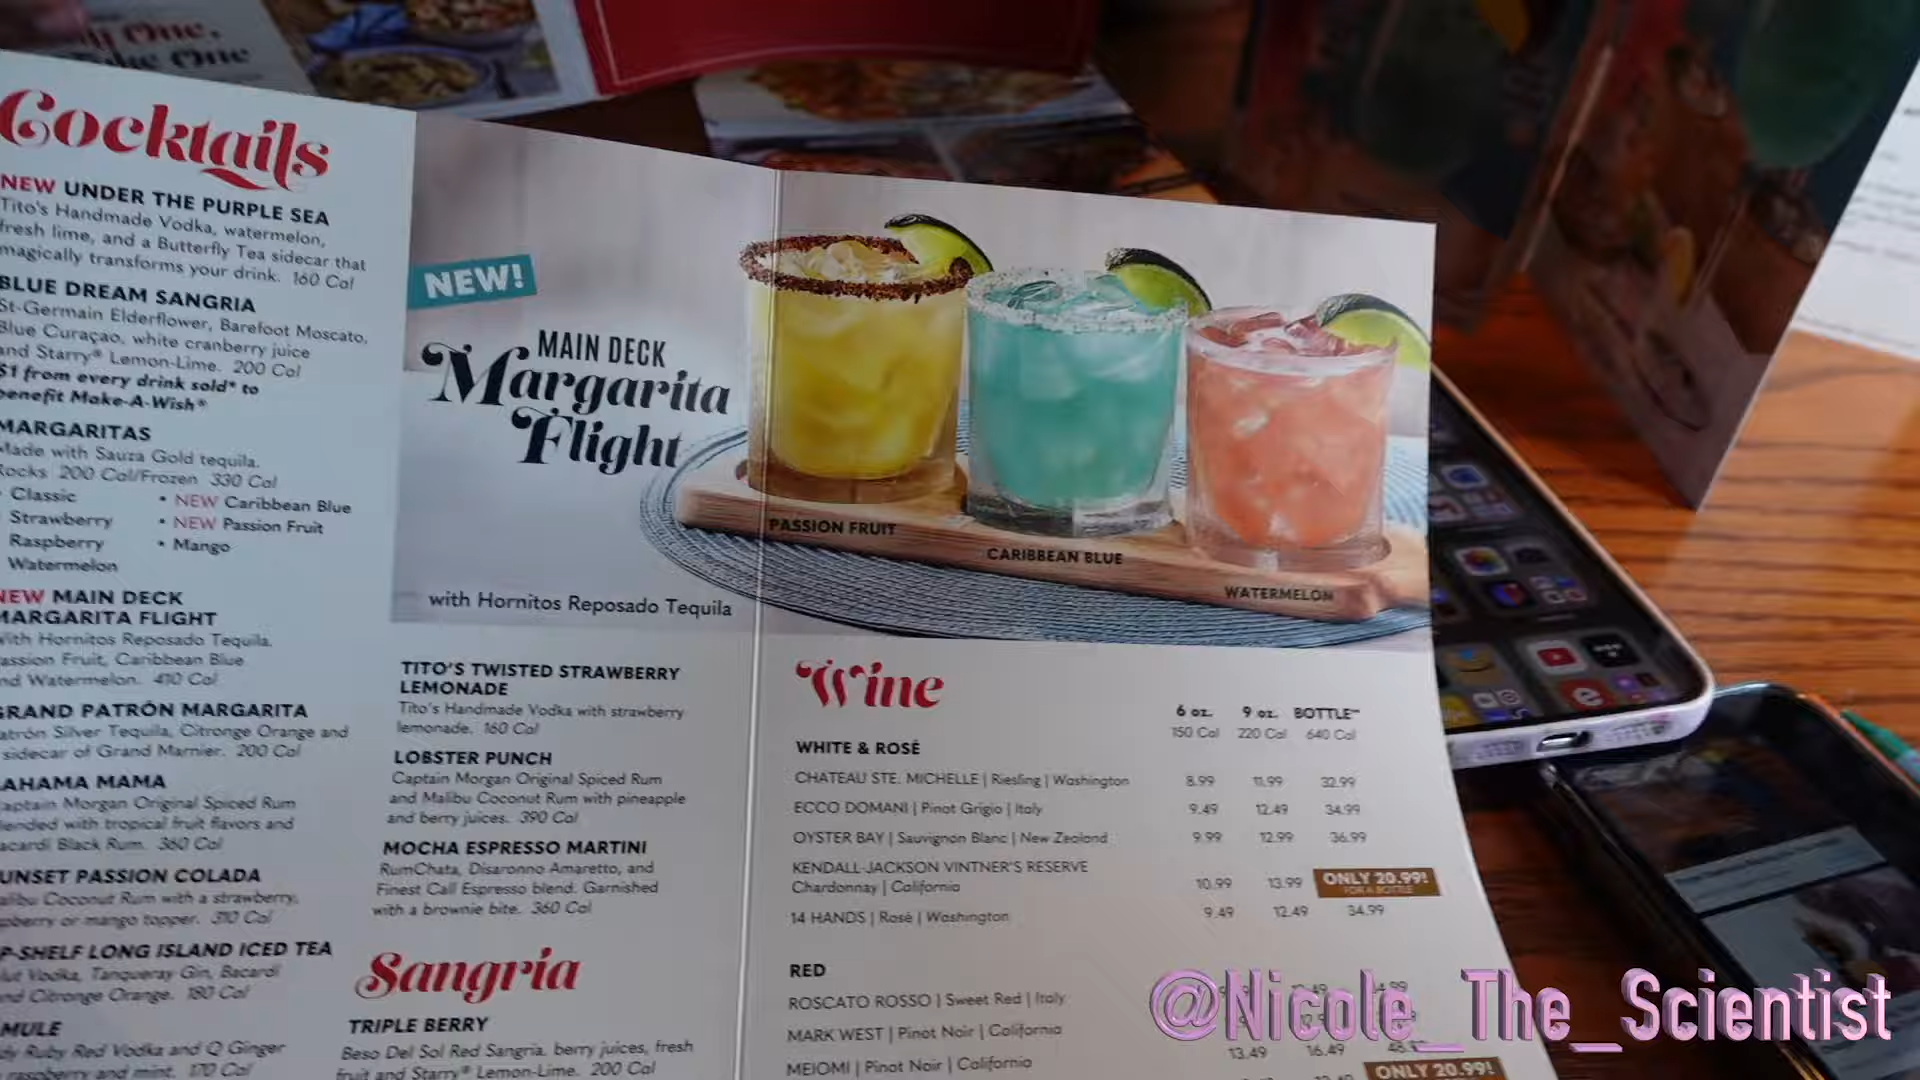 Cocktails
NEW UNDER THE PURPLE SEA
Tito's Handmade Vodka, watermelon,
fresh lime, and a Butterfly Tea sidecar that
magically transforms your drink. 160 Cal
BLUE DREAM SANGRIA
St-Germain Elderflower, Barefoot Moscato,
Blue Curaçao, white cranberry juice
and Starry® Lemon-Lime. 200 Cal
$1 from every drink sold* to
benefit Make-A-Wish®
MARGARITAS
Made with Sauza Gold tequila.
Rocks 200 Cal/Frozen 330 Cal
Classic
Strawberry
Raspberry
Watermelon
• NEW Caribbean Blue
• NEW Passion Fruit
• Mango
NEW MAIN DECK
MARGARITA FLIGHT
With Hornitos Reposado Tequila.
Passion Fruit, Caribbean Blue
and Watermelon. 410 Cal
GRAND PATRÓN MARGARITA
Patrón Silver Tequila, Citronge Orange and
sidecar of Grand Marnier. 200 Cal
BAHAMA MAMA
Captain Morgan Original Spiced Rum
blended with tropical fruit flavors and
Bacardi Black Rum. 360 Cal
SUNSET PASSION COLADA
Malibu Coconut Rum with a strawberry,
raspberry or mango topper. 310 Cal
LONG ISLAND ICED TEA
Vodka, Tanqueray Gin, Bacardi
and Citronge Orange. 180 Cal
MULE
Ruby Red Vodka and Q Ginger
raspberry and mint. 170 Cal
NEW!
MAIN DECK
Margarita
Flight
with Hornitos Reposado Tequila
PASSION FRUIT
CARIBBEAN BLUE
WATERMELON
TITO'S TWISTED STRAWBERRY
LEMONADE
Tito's Handmade Vodka with strawberry
lemonade. 160 Cal
LOBSTER PUNCH
Captain Morgan Original Spiced Rum
and Malibu Coconut Rum with pineapple
and berry juices. 390 Cal
MOCHA ESPRESSO MARTINI
RumChata, Disaronno Amaretto, and
Finest Call Espresso blend. Garnished
with a brownie bite. 360 Cal
Sangria
TRIPLE BERRY
Beso Del Sol Red Sangria, berry juices, fresh
fruit and Starry® Lemon-Lime. 200 Cal
Wine
6 oz. 9 oz. BOTTLE**
150 Cal 220 Cal 640 Cal
WHITE & ROSÉ
CHATEAU STE. MICHELLE | Riesling | Washington 8.99 11.99 32.99
ECCO DOMANI | Pinot Grigio | Italy 9.49 12.49 34.99
OYSTER BAY | Sauvignon Blanc | New Zealand 9.99 12.99 36.99
KENDALL-JACKSON VINTNER'S RESERVE
Chardonnay | California 10.99 13.99 ONLY 20.99!
FOR A BOTTLE
14 HANDS | Rosé | Washington 9.49 12.49 34.99
RED
ROSCATO ROSSO | Sweet Red | Italy
MARK WEST | Pinot Noir | California
MEIOMI | Pinot Noir | California 13.49 16.49
ONLY 20.99!
@Nicole_The_Scientist